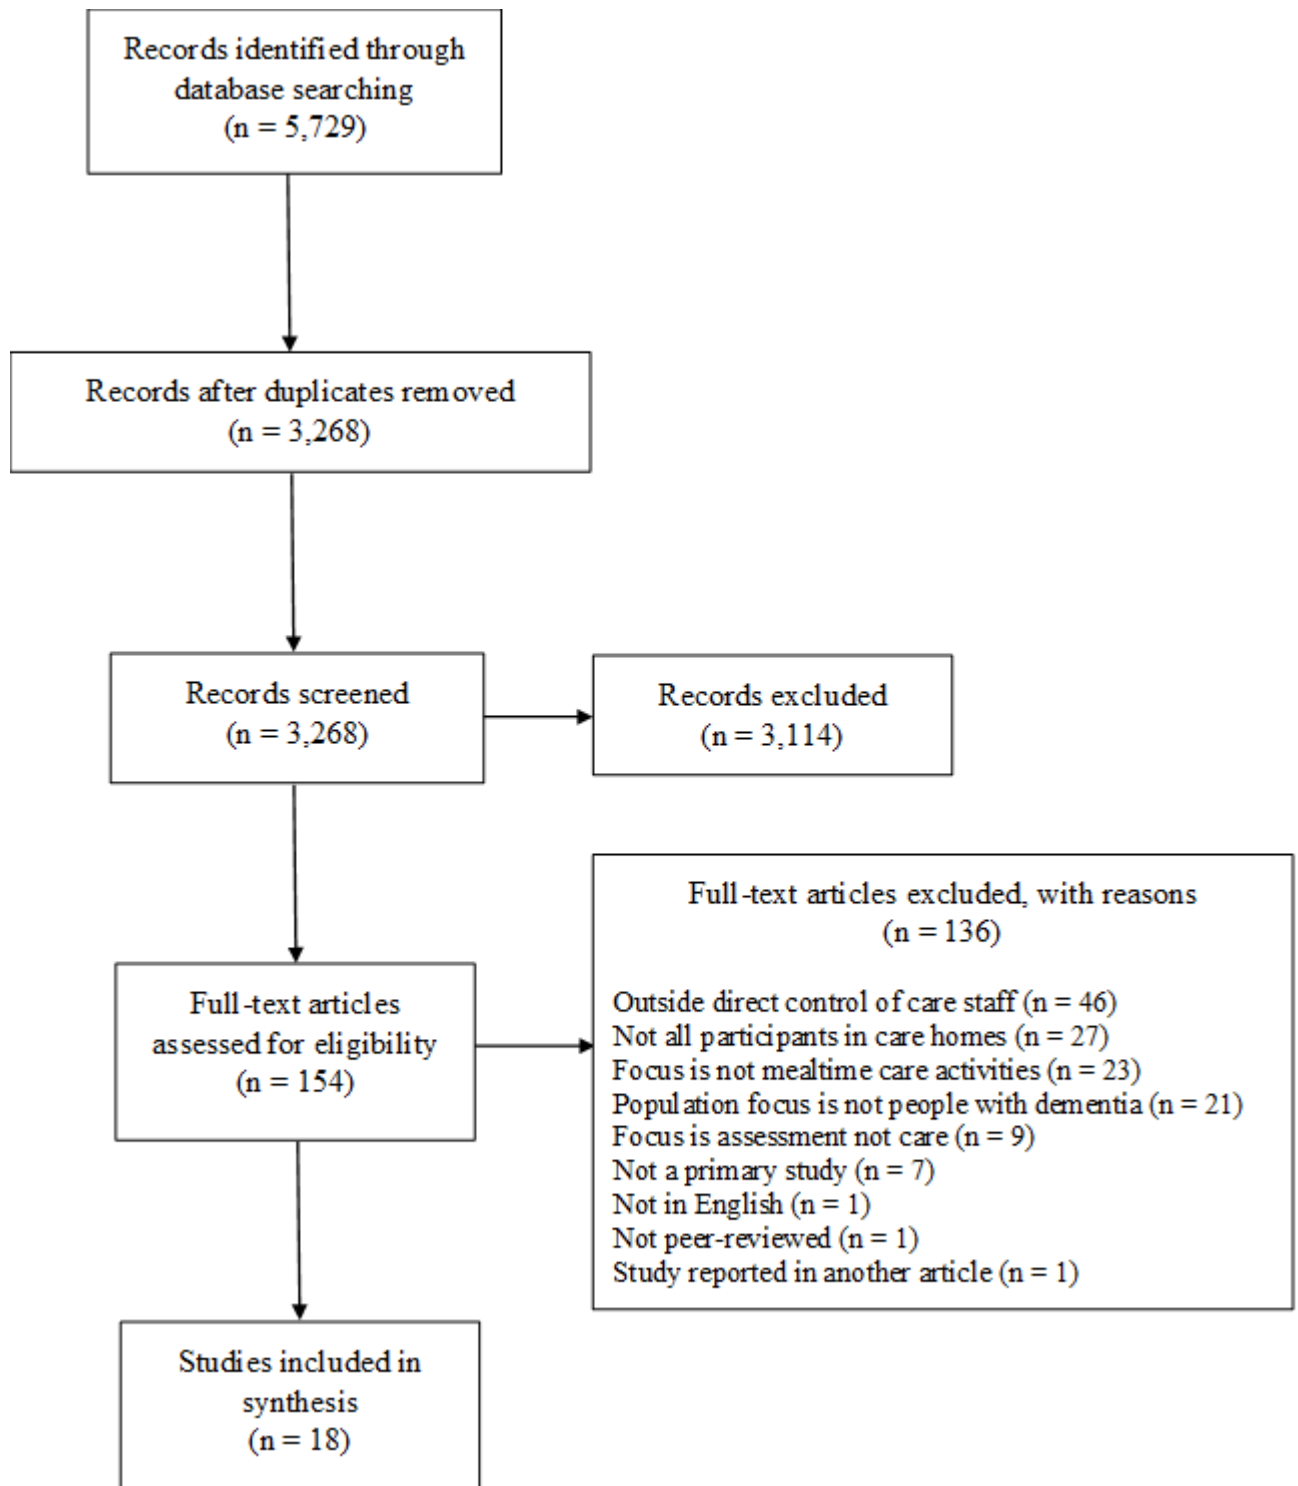 Records identified through
database searching
(n = 5,729)
Records after duplicates removed
(n = 3,268)
Records screened
(n = 3,268)
Records excluded
(n = 3,114)
Full-text articles
assessed for eligibility
(n = 154)
Full-text articles excluded, with reasons
(n = 136)
Outside direct control of care staff (n = 46)
Not all participants in care homes (n = 27)
Focus is not mealtime care activities (n = 23)
Population focus is not people with dementia (n = 21)
Focus is assessment not care (n = 9)
Not a primary study (n = 7)
Not in English (n = 1)
Not peer-reviewed (n = 1)
Study reported in another article (n = 1)
Studies included in
synthesis
(n = 18)